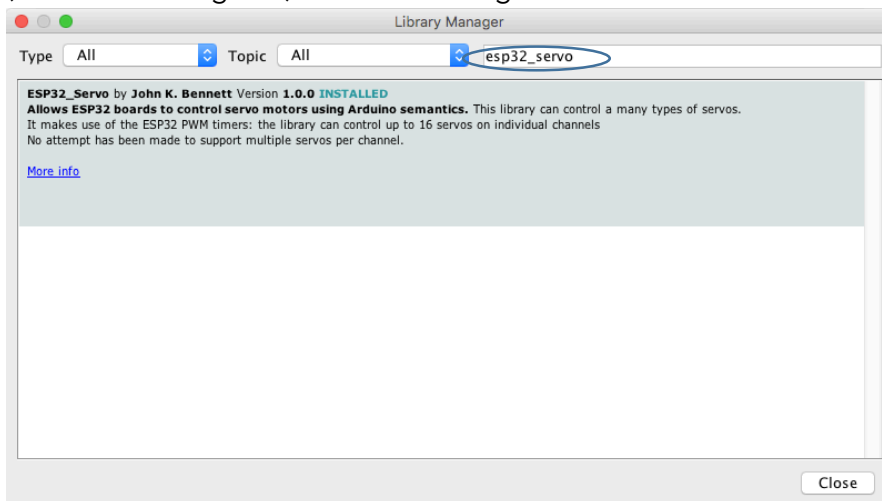 Library Manager
Type All Topic All esp32_servo
ESP32_Servo by John K. Bennett Version 1.0.0 INSTALLED
Allows ESP32 boards to control servo motors using Arduino semantics. This library can control a many types of servos.
It makes use of the ESP32 PWM timers: the library can control up to 16 servos on individual channels
No attempt has been made to support multiple servos per channel.
More info
Close